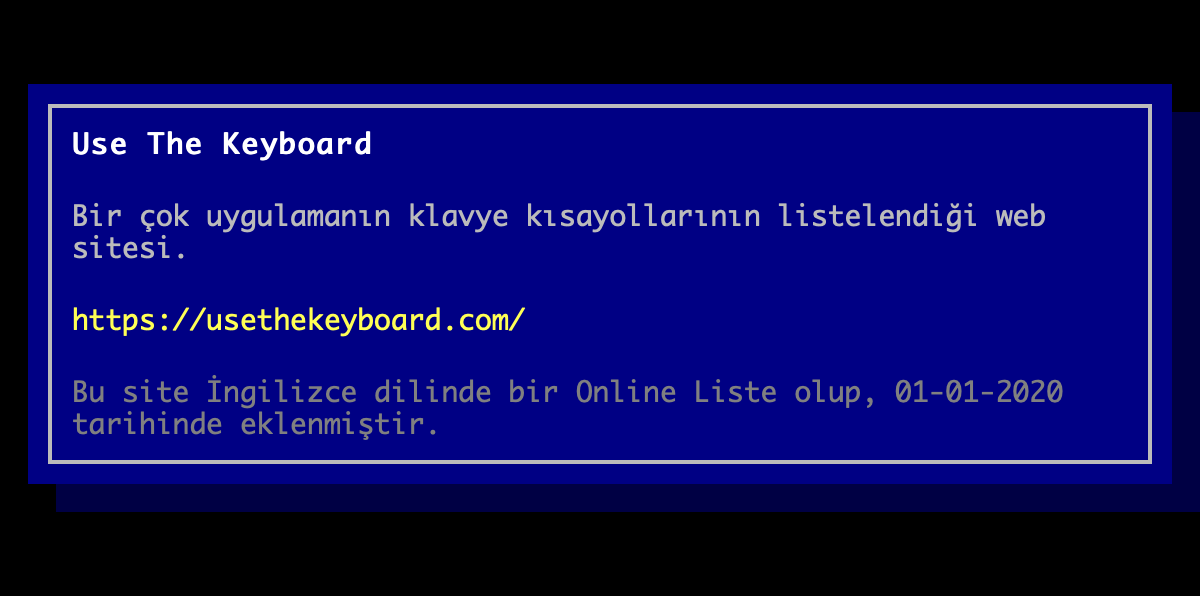 Use The Keyboard
Bir çok uygulamanın klavye kısayollarının listelendiği web
sitesi.
https://usethekeyboard.com/
Bu site İngilizce dilinde bir Online Liste olup, 01-01-2020
tarihinde eklenmiştir.